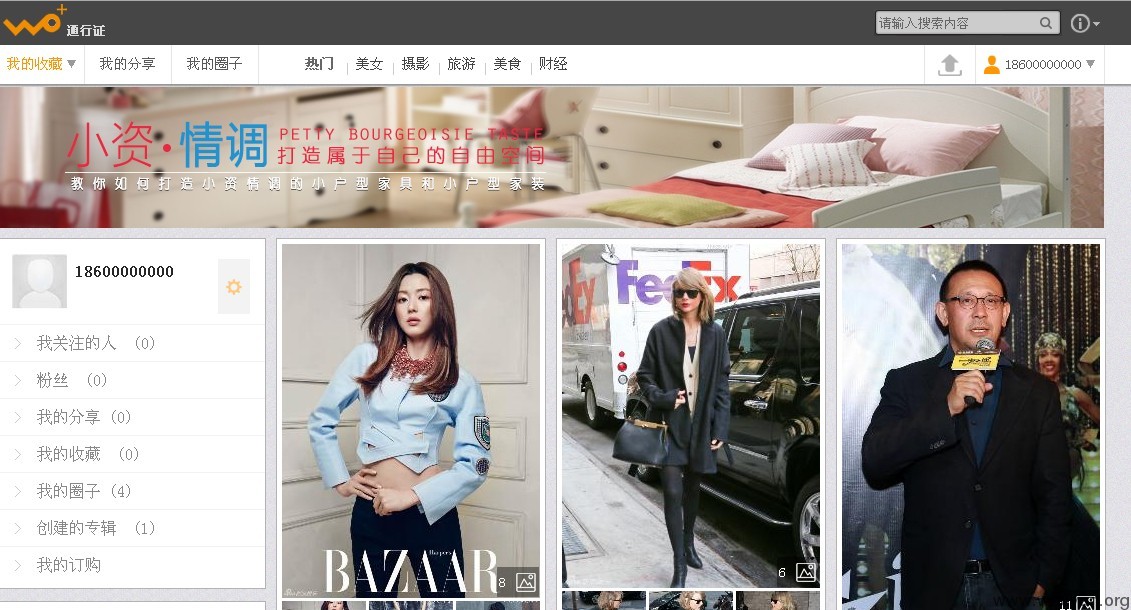 wo+ 通行证
请输入搜索内容
我的收藏 我的分享 我的圈子 热门 美女 摄影 旅游 美食 财经 18600000000
小资·情调 PETTY BOURGEOISIE TASTE
打造属于自己的自由空间
教你如何打造小资情调的小户型家具和小户型家装
18600000000
我关注的人 (0)
粉丝 (0)
我的分享 (0)
我的收藏 (0)
我的圈子 (4)
创建的专辑 (1)
我的订购
Harper's
BAZAAR
8
FedEx
6
11
.org